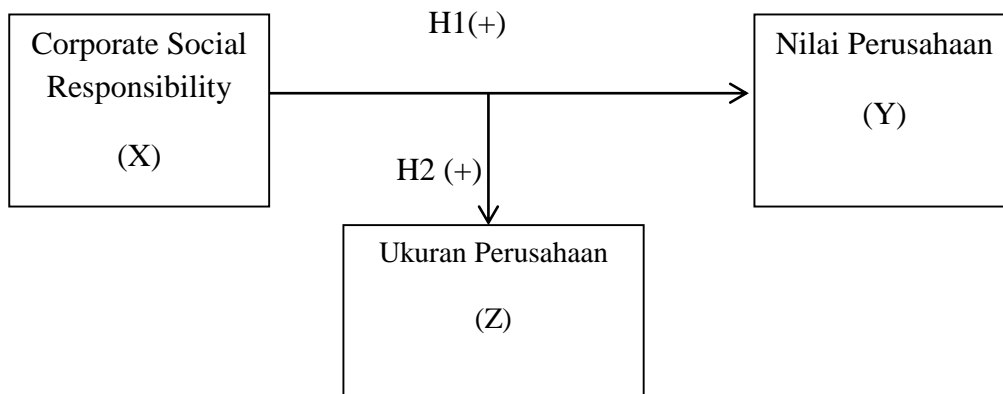 Corporate Social
Responsibility
(X)
H1(+)
Nilai Perusahaan
(Y)
H2 (+)
Ukuran Perusahaan
(Z)